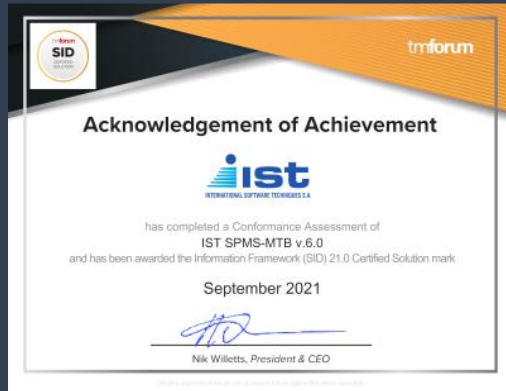 tmforum
SID
CERTIFIED
SOLUTION
tmforum
Acknowledgement of Achievement
ist
INTERNATIONAL SOFTWARE TECHNIQUES S.A.
has completed a Conformance Assessment of
IST SPMS-MTB v.6.0
and has been awarded the Information Framework (SID) 21.0 Certified Solution mark
September 2021
Nik Willetts, President & CEO